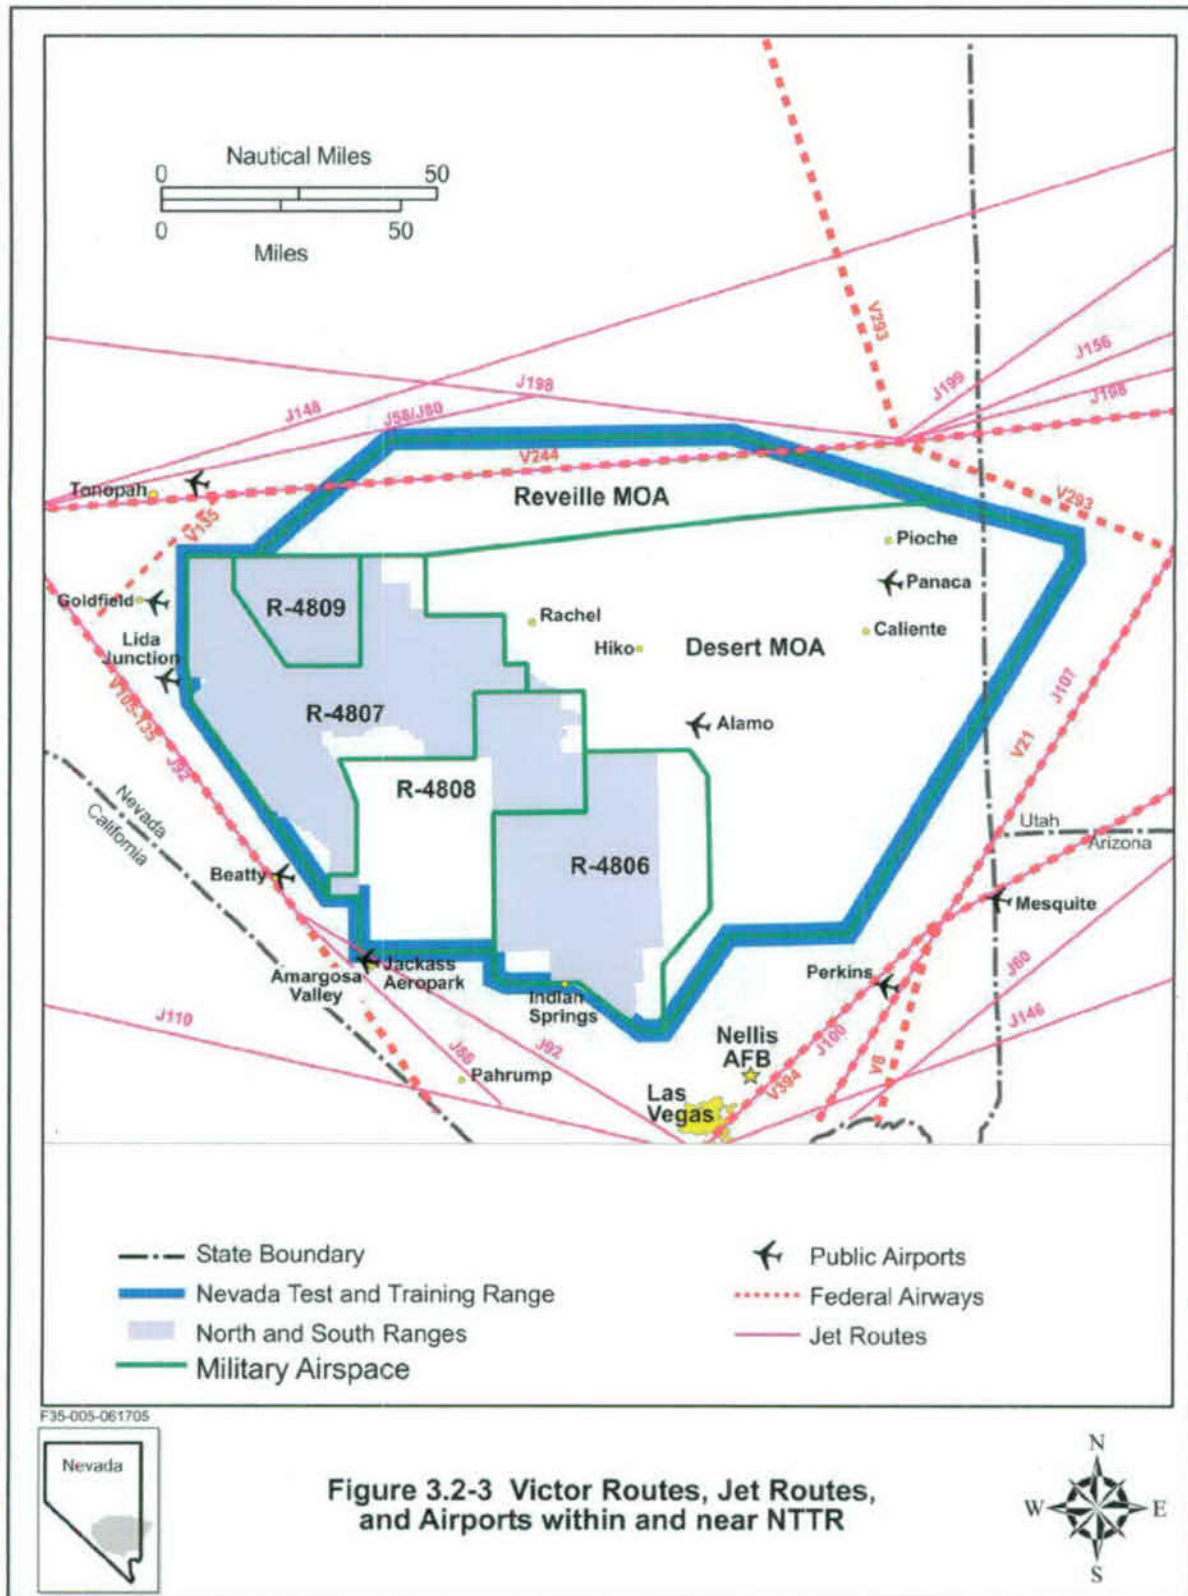 Nautical Miles
0 50
0 50
Miles
V293
J199
J156
J198
J148
J58/J80
J198
V244
V293
Tonopah
V135
Reveille MOA
Pioche
Panaca
Goldfield
R-4809
Rachel
Caliente
Lida
Junction
Hiko
Desert MOA
J107
V105-135
R-4807
Alamo
V21
J92
R-4808
Nevada
California
Utah
Arizona
R-4806
Beatty
Mesquite
Amargosa
Valley
Jackass
Aeropark
Perkins
J60
Indian
Springs
J110
J86
J92
Nellis
AFB
J100
J146
V8
V394
Pahrump
Las
Vegas
State Boundary
Nevada Test and Training Range
North and South Ranges
Military Airspace
Public Airports
Federal Airways
Jet Routes
F35-005-061705
Nevada
Figure 3.2-3 Victor Routes, Jet Routes,
and Airports within and near NTTR
N
W E
S